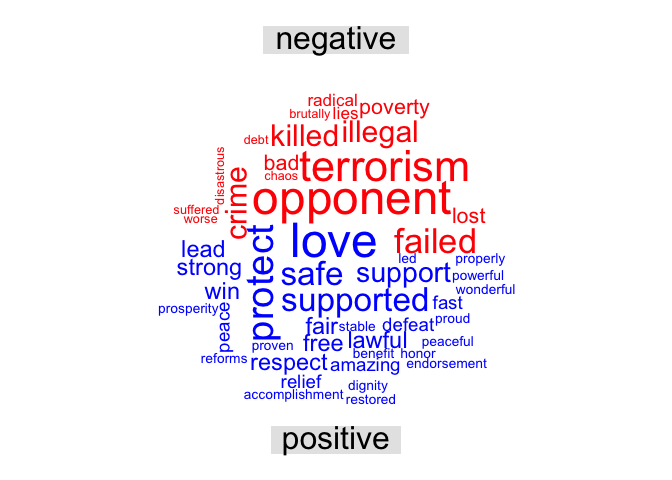 negative
radical
brutally lies poverty
debt killed illegal
disastrous
bad terrorism
chaos
crime opponent
suffered
worse
lost
love failed
protect
lead
led properly
strong safe support powerful
win wonderful
prosperity supported fast
peace
fair stable defeat proud
proven free lawful peaceful
reforms respect benefit honor
amazing endorsement
relief dignity
accomplishment restored
positive